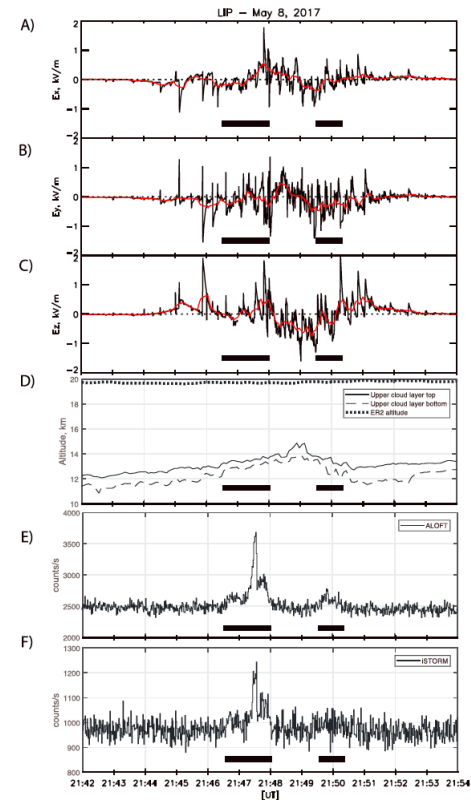 LIP – May 8, 2017
A)
2
1
0
−1
−2
Ex, kV/m
B)
2
1
0
−1
2
Ey, kV/m
C)
2
1
0
−1
−2
Ez, kV/m
D)
20
18
16
14
12
10
Altitude, km
Upper cloud layer top
Upper cloud layer bottom
ER2 altitude
E)
4000
3500
3000
2500
2000
counts/s
ALOFT
F)
1300
1200
1100
1000
900
800
counts/s
iSTORM
21:42 21:43 21:44 21:45 21:46 21:47 21:48 21:49 21:50 21:51 21:52 21:53 21:54
[UT]